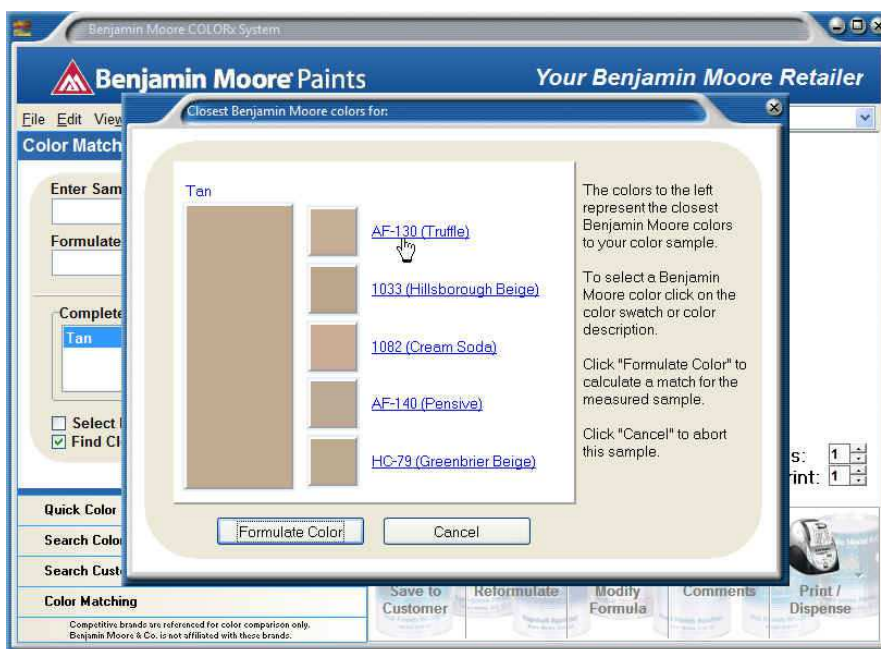 Benjamin Moore COLORx System
Benjamin Moore Paints
Your Benjamin Moore Retailer
File Edit View
Closest Benjamin Moore colors for:
Color Match
Enter Sam
Formulate
Complete
Tan
Select
Find Cl
Tan
AF-130 (Truffle)
1033 (Hillsborough Beige)
1082 (Cream Soda)
AF-140 (Pensive)
HC-79 (Greenbrier Beige)
The colors to the left
represent the closest
Benjamin Moore colors
to your color sample.
To select a Benjamin
Moore color click on the
color swatch or color
description.
Click "Formulate Color" to
calculate a match for the
measured sample.
Click "Cancel" to abort
this sample.
Formulate Color
Cancel
s: 1
rint: 1
Quick Color
Search Colo
Search Cust
Color Matching
Competitive brands are referenced for color comparison only.
Benjamin Moore & Co. is not affiliated with these brands.
Save to
Customer
Reformulate
Modify
Formula
Comments
Print /
Dispense